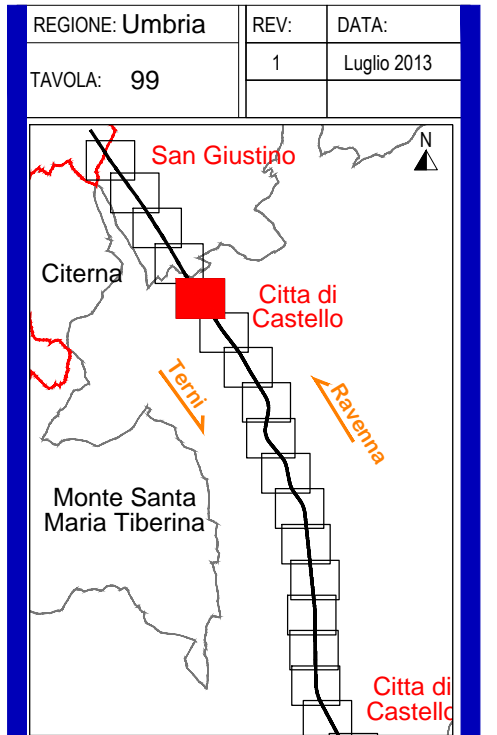 REGIONE: Umbria
REV:
DATA:
TAVOLA: 99
1
Luglio 2013
N
San Giustino
Citerna
Citta di
Castello
Terni
Ravenna
Monte Santa
Maria Tiberina
Citta di
Castello